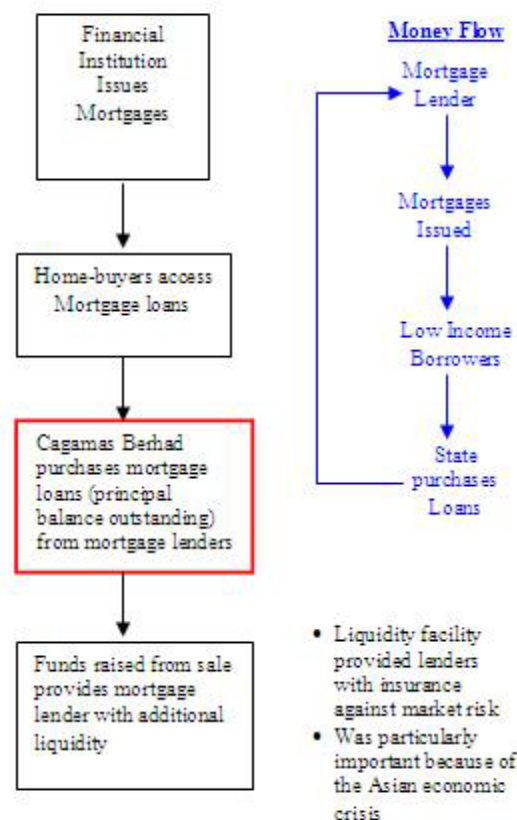 Financial
Institution
Issues
Mortgages
Home-buyers access
Mortgage loans
Cagamas Berhad
purchases mortgage
loans (principal
balance outstanding)
from mortgage lenders
Funds raised from sale
provides mortgage
lender with additional
liquidity
Money Flow
Mortgage
Lender
Mortgages
Issued
Low Income
Borrowers
State
purchases
Loans
• Liquidity facility
provided lenders
with insurance
against market risk
• Was particularly
important because of
the Asian economic
crisis